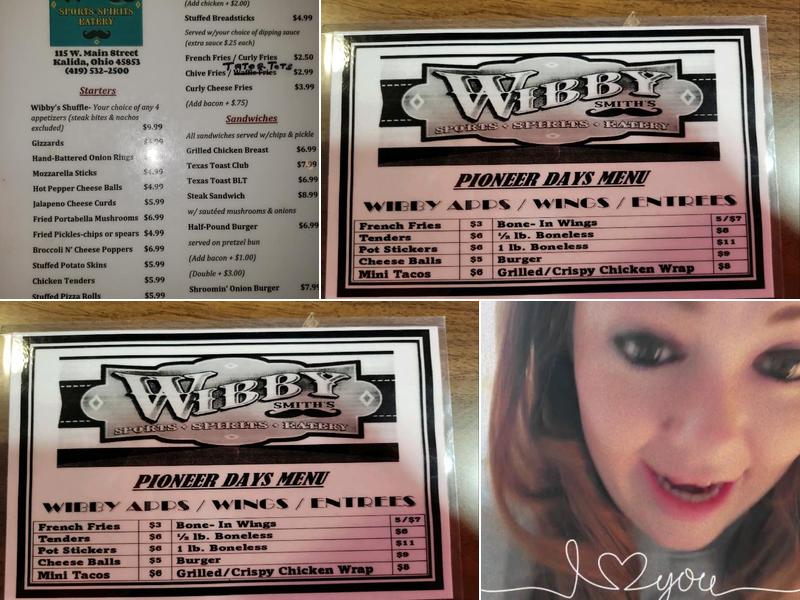 WIBBY
SPORTS·SPIRITS
EATERY
115 W. Main Street
Kalida, Ohio 45853
(419) 532-2500
Starters
Wibby's Shuffle- Your choice of any 4
appetizers (steak bites & nachos
excluded) $9.99
Gizzards
Hand-Battered Onion Rings
Mozzarella Sticks $4.99
Hot Pepper Cheese Balls $4.99
Jalapeno Cheese Curds $5.99
Fried Portabella Mushrooms $6.99
Fried Pickles-chips or spears $4.99
Broccoli N' Cheese Poppers $6.99
Stuffed Potato Skins $5.99
Chicken Tenders $5.99
Stuffed Pizza Rolls $5.99
(Add chicken + $2.00)
Stuffed Breadsticks $4.99
Served w/your choice of dipping sauce
(extra sauce $.25 each)
French Fries / Curly Fries $2.50
Tater Tots
Chive Fries / Waffle Fries $2.99
Curly Cheese Fries $3.99
(Add bacon + $.75)
Sandwiches
All sandwiches served w/chips & pickle
Grilled Chicken Breast $6.99
Texas Toast Club $7.99
Texas Toast BLT $6.99
Steak Sandwich $8.99
w/ sautéed mushrooms & onions
Half-Pound Burger $6.99
served on pretzel bun
(Add bacon + $1.00)
(Double + $3.00)
Shroomin' Onion Burger $7.99
WIBBY
SMITH'S
SPORTS · SPIRITS · EATERY
PIONEER DAYS MENU
WIBBY APPS / WINGS / ENTREES
French Fries $3 Bone- In Wings 5/$7
Tenders $6 ½ lb. Boneless $6
Pot Stickers $6 1 lb. Boneless $11
Cheese Balls $5 Burger $9
Mini Tacos $6 Grilled/Crispy Chicken Wrap $8
WIBBY
SMITH'S
SPORTS · SPIRITS · EATERY
PIONEER DAYS MENU
WIBBY APPS / WINGS / ENTREES
French Fries $3 Bone- In Wings 5/$7
Tenders $6 ½ lb. Boneless $6
Pot Stickers $6 1 lb. Boneless $11
Cheese Balls $5 Burger $9
Mini Tacos $6 Grilled/Crispy Chicken Wrap $8
I you